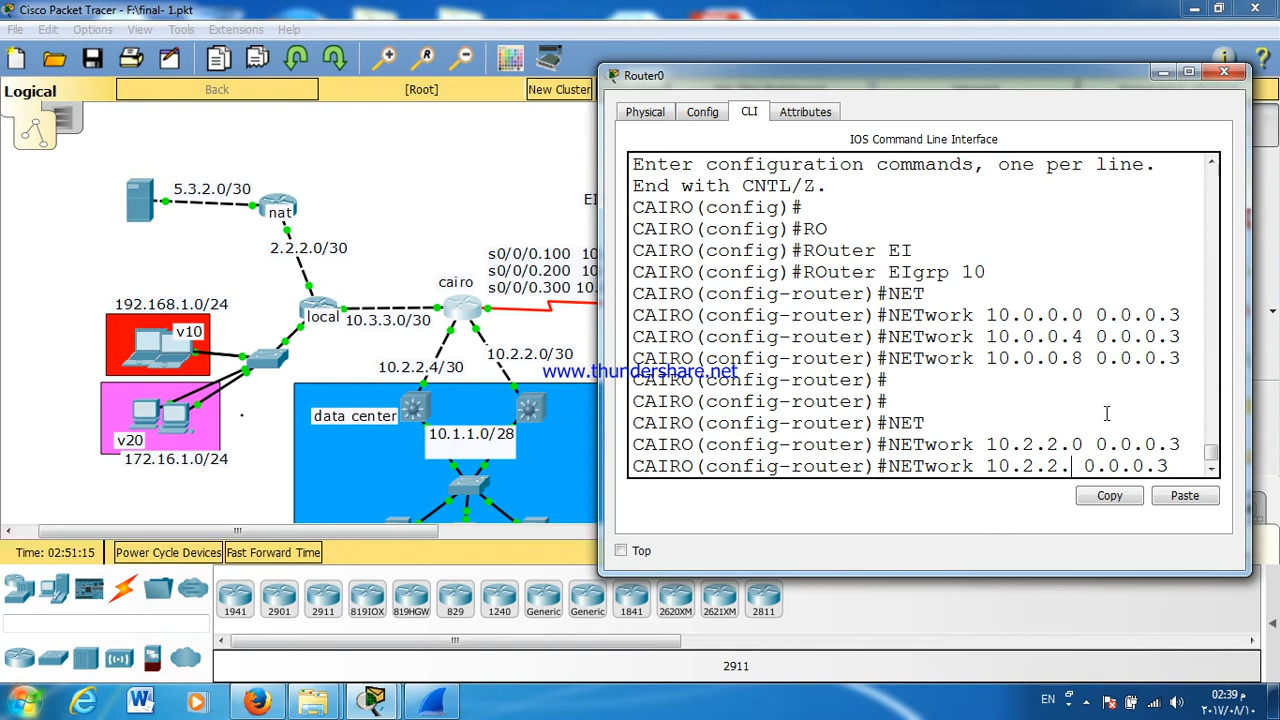 Cisco Packet Tracer - F:\final- 1.pkt
File Edit Options View Tools Extensions Help
Logical Back [Root] New Cluster
5.3.2.0/30
nat
2.2.2.0/30
EI
s0/0/0.100 10
s0/0/0.200 10
s0/0/0.300 10.
cairo
192.168.1.0/24
v10
local
10.3.3.0/30
10.2.2.0/30
10.2.2.4/30
data center
10.1.1.0/28
v20
172.16.1.0/24
www.thundershare.net
Router0
Physical Config CLI Attributes
IOS Command Line Interface
Enter configuration commands, one per line.
End with CNTL/Z.
CAIRO(config)#
CAIRO(config)#RO
CAIRO(config)#ROuter EI
CAIRO(config)#ROuter EIgrp 10
CAIRO(config-router)#NET
CAIRO(config-router)#NETwork 10.0.0.0 0.0.0.3
CAIRO(config-router)#NETwork 10.0.0.4 0.0.0.3
CAIRO(config-router)#NETwork 10.0.0.8 0.0.0.3
CAIRO(config-router)#
CAIRO(config-router)#
CAIRO(config-router)#NET
CAIRO(config-router)#NETwork 10.2.2.0 0.0.0.3
CAIRO(config-router)#NETwork 10.2.2. 0.0.0.3
Copy Paste
Top
Time: 02:51:15 Power Cycle Devices Fast Forward Time
1941 2901 2911 819IOX 819HGW 829 1240 Generic Generic 1841 2620XM 2621XM 2811
2911
EN
02:39 م
٢٠١٧/٠٨/١٠